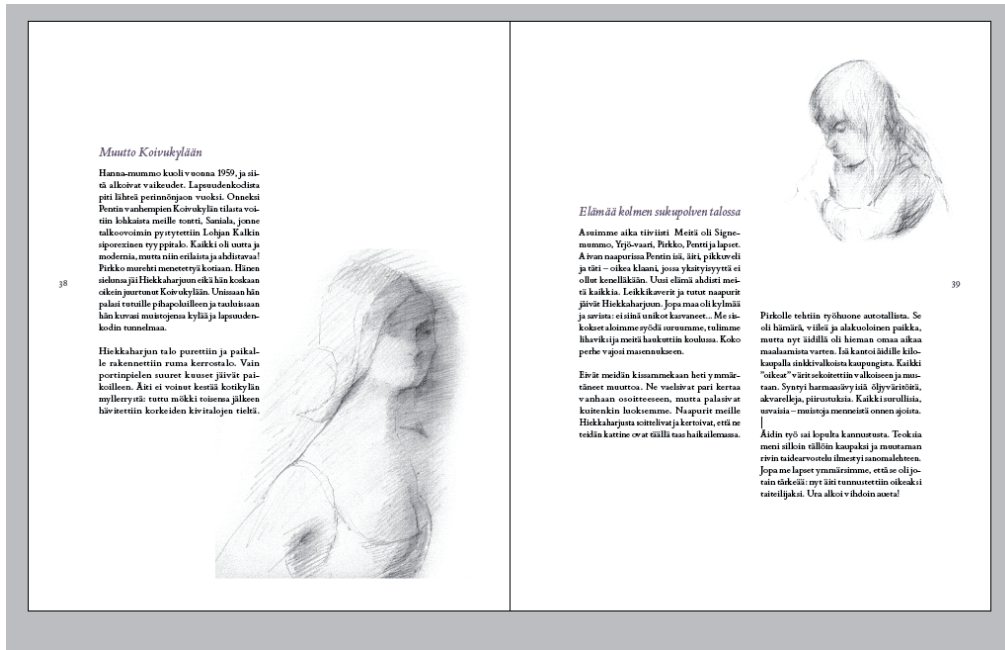 Muutto Koivukylään
Hanna-mummo kuoli vuonna 1959, ja sii-
tä alkoivat vaikeudet. Lapsuudenkodista
piti lähteä perinnönjaon vuoksi. Onneksi
Pentin vanhempien Koivukylän tilasta voi-
tiin lohkaista meille tontti, Saniala, jonne
talkoovoimin pystytettiin Lohjan Kalkin
siporexinen tyyppitalo. Kaikki oli uutta ja
modernia, mutta niin erilaista ja ahdistavaa!
Pirkko murehti menetettyä kotiaan. Hänen
sielunsa jäi Hiekkaharjuun eikä hän koskaan
oikein juurtunut Koivukylään. Unissaan hän
palasi tutuille pihapoluilleen ja tauluissaan
hän kuvasi muistojensa kylää ja lapsuuden-
kodin tunnelmaa.
Hiekkaharjun talo purettiin ja paikal-
le rakennettiin ruma kerrostalo. Vain
portinpielen suuret kuuset jäivät pai-
koilleen. Äiti ei voinut kestää kotikylän
myllerrystä: tuttu mökki toisensa jälkeen
hävitettiin korkeiden kivitalojen tieltä.
38
Elämää kolmen sukupolven talossa
Asuimme aika tiiviisti Meitä oli Signe-
mummo, Yrjö-vaari, Pirkko, Pentti ja lapset.
Aivan naapurissa Pentin isä, äiti, pikkuveli
ja täti – oikea klaani, jossa yksityisyyttä ei
ollut kenelläkään. Uusi elämä ahdisti mei-
tä kaikkia. Leikkikaverit ja tutut naapurit
jäivät Hiekkaharjuun. Jopa maa oli kylmää
ja savista: ei siinä unikot kasvaneet... Me sis-
kokset aloimme syödä suruumme, tulimme
lihaviksi ja meitä haukuttiin koulussa. Koko
perhe vajosi masennukseen.
Eivät meidän kissammekaan heti ymmär-
täneet muuttoa. Ne vaelsivat pari kertaa
vanhaan osoitteeseen, mutta palasivat
kuitenkin luoksemme. Naapurit meille
Hiekkaharjusta soittelivat ja kertoivat, että ne
teidän kattine ovat täällä taas haikailemassa.
Pirkolle tehtiin työhuone autotallista. Se
oli hämärä, viileä ja alakuloinen paikka,
mutta nyt äidillä oli hieman omaa aikaa
maalaamista varten. Isä kantoi äidille kilo-
kaupalla sinkkivalkoista kaupungista. Kaikki
"oikeat" värit sekoitettiin valkoiseen ja mus-
taan. Syntyi harmaasävyisiä öljyväritöitä,
akvarelleja, piirustuksia. Kaikki surullisia,
usvaisia – muistoja menneistä onnen ajoista.
Äidin työ sai lopulta kannustusta. Teoksia
meni silloin tällöin kaupaksi ja muutaman
rivin taidearvostelu ilmestyi sanomalehteen.
Jopa me lapset ymmärsimme, että se oli jo-
tain tärkeää: nyt äiti tunnustettiin oikeaksi
taiteilijaksi. Ura alkoi vihdoin aueta!
39